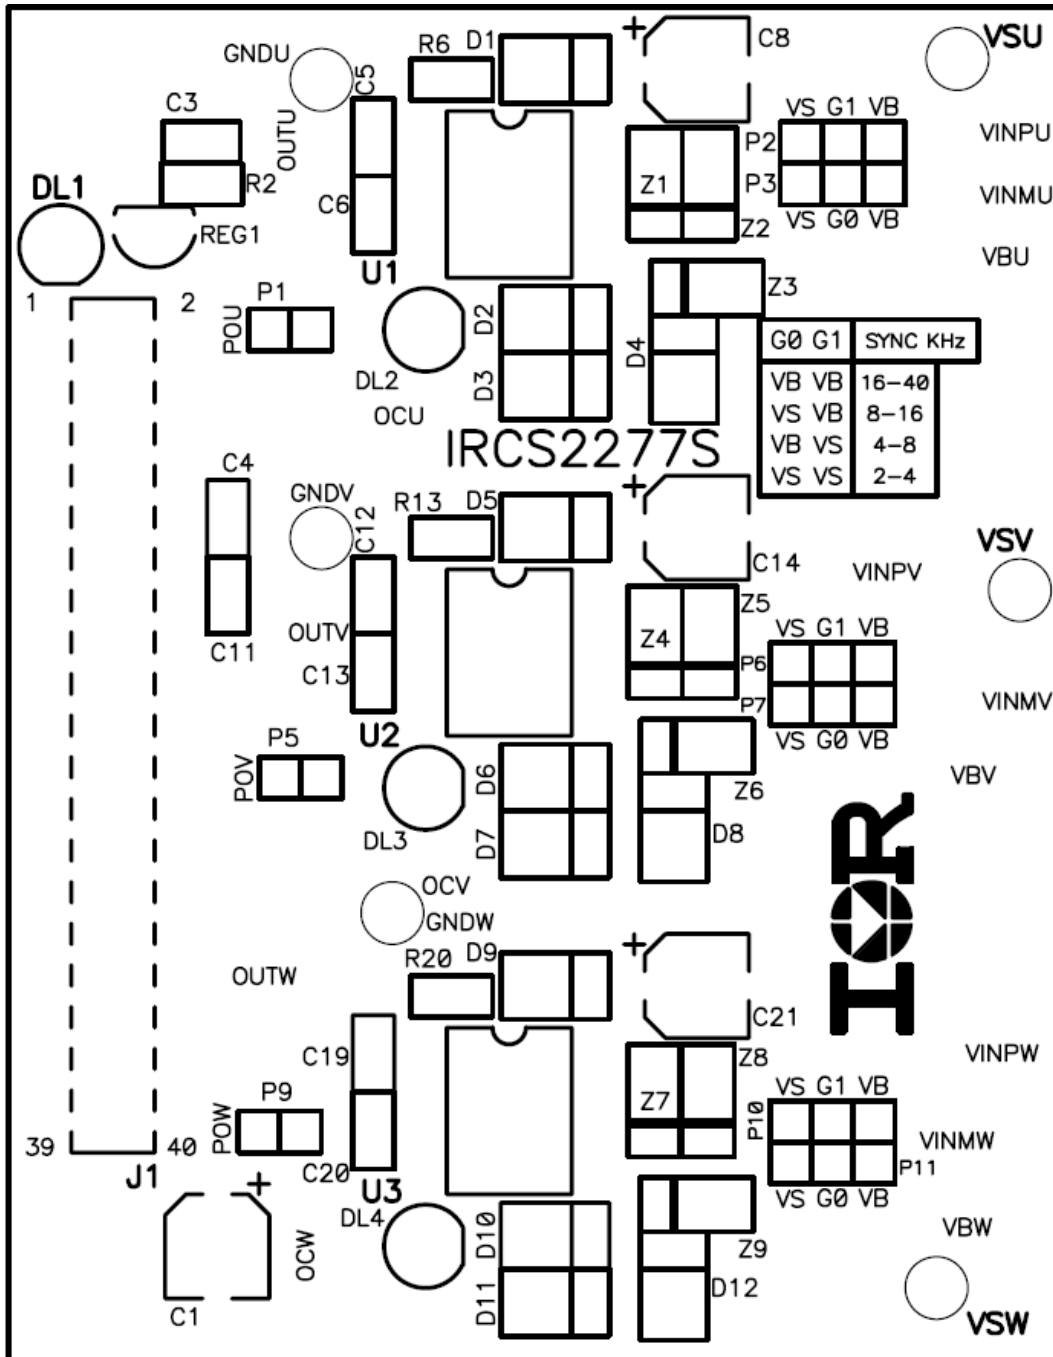 GNDU
R6
D1
+
C8
VSU
C3
OUTU
C5
VS G1 VB
VINPU
P2
DL1
R2
C6
Z1
P3
VINMU
REG1
VS G0 VB
U1
Z2
VBU
1
2
P1
POU
D2
Z3
D4
G0 G1 SYNC KHz
DL2
D3
VB VB 16-40
OCU
VS VB 8-16
IRCS2277S
VB VS 4-8
VS VS 2-4
C4
GNDV
C12
R13
D5
+
C14
VSV
VINPV
C11
OUTV
C13
Z4
Z5
VS G1 VB
P6
P7
VINMV
U2
VS G0 VB
P5
POV
D6
Z6
VBV
DL3
D7
D8
OCV
GNDW
IOR
OUTW
R20
D9
+
C21
C19
Z8
VINPW
P9
POW
Z7
P10
VS G1 VB
VINMW
39
40
J1
C20
U3
P11
VS G0 VB
+
DL4
D10
Z9
VBW
OCW
C1
D11
D12
VSW